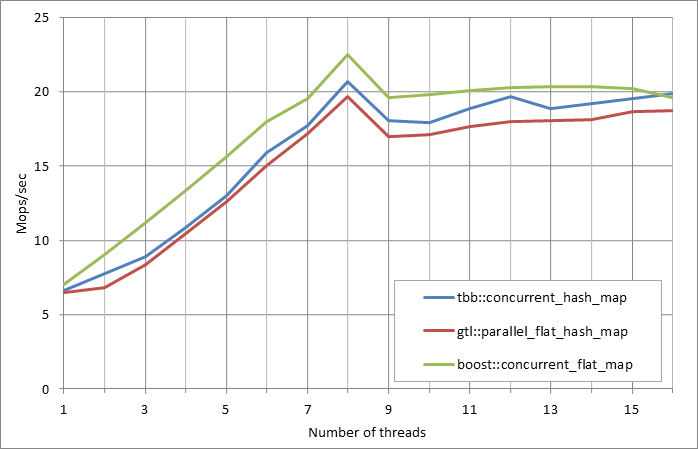 25
20
15
10
5
0
Mops/sec
tbb::concurrent_hash_map
gtl::parallel_flat_hash_map
boost::concurrent_flat_map
1 3 5 7 9 11 13 15
Number of threads